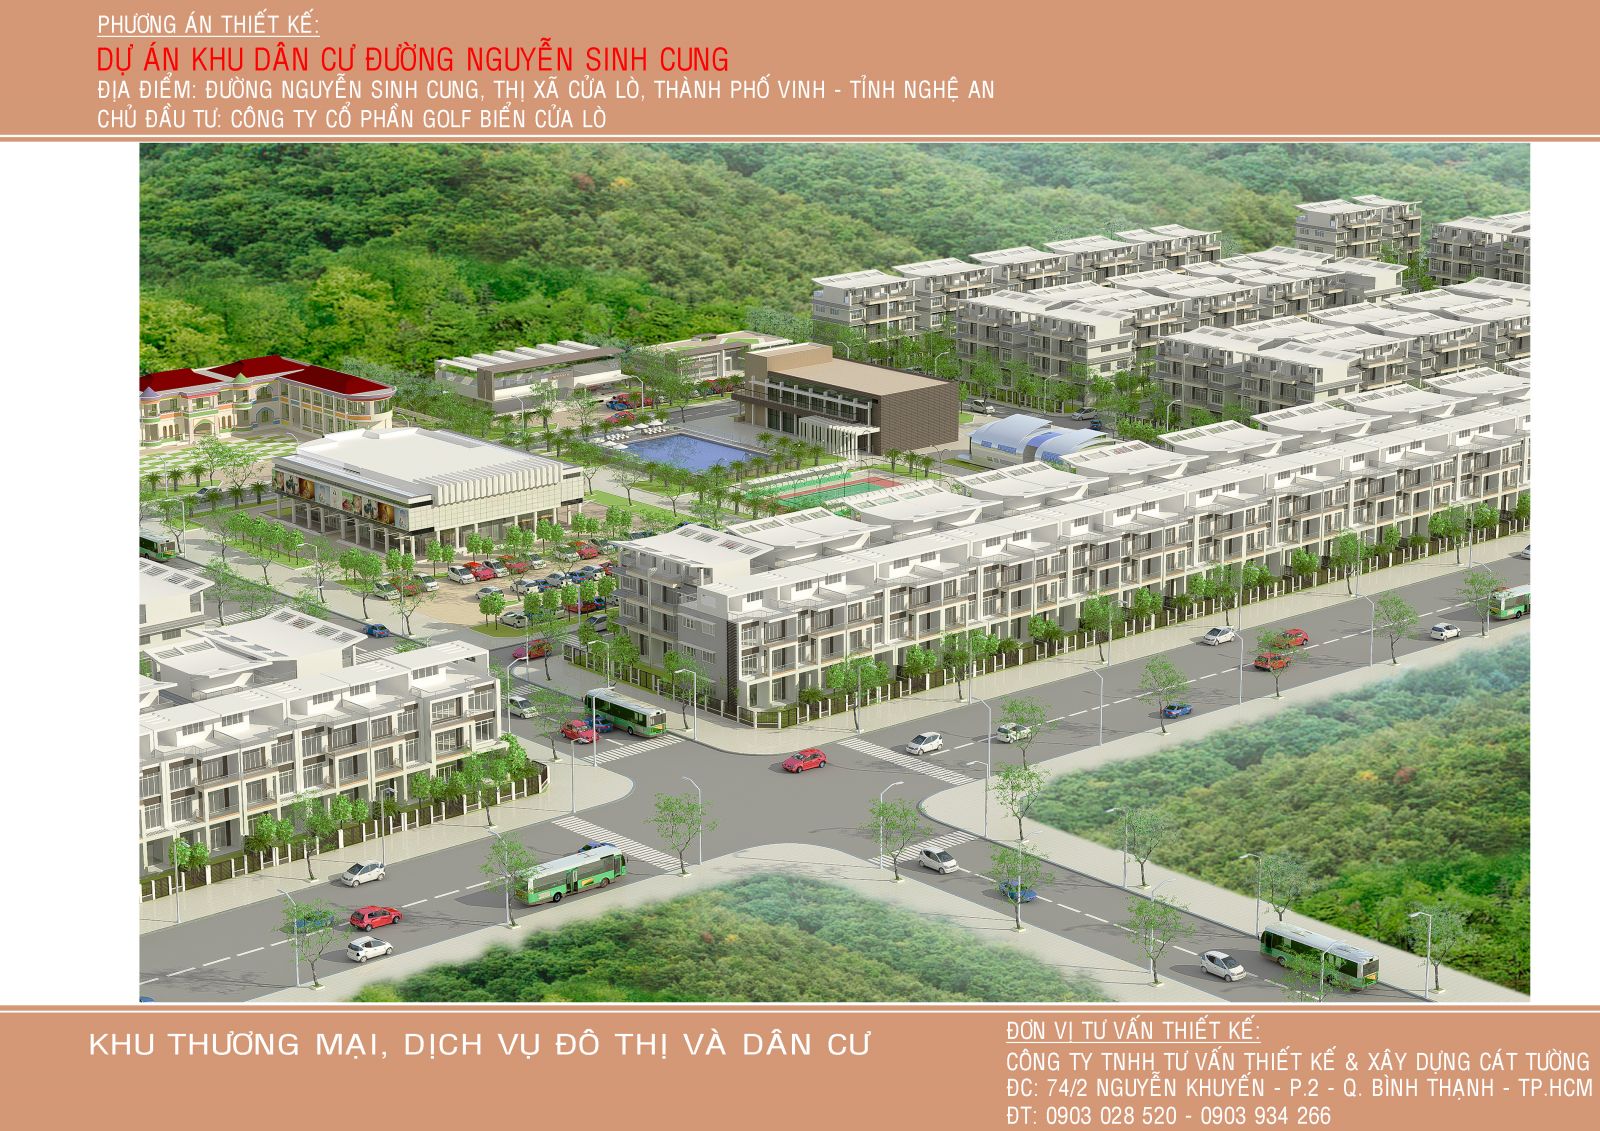 PHƯƠNG ÁN THIẾT KẾ:
DỰ ÁN KHU DÂN CƯ ĐƯỜNG NGUYỄN SINH CUNG
ĐỊA ĐIỂM: ĐƯỜNG NGUYỄN SINH CUNG, THỊ XÃ CỬA LÒ, THÀNH PHỐ VINH - TỈNH NGHỆ AN
CHỦ ĐẦU TƯ: CÔNG TY CỔ PHẦN GOLF BIỂN CỬA LÒ
KHU THƯƠNG MẠI, DỊCH VỤ ĐÔ THỊ VÀ DÂN CƯ
ĐƠN VỊ TƯ VẤN THIẾT KẾ:
CÔNG TY TNHH TƯ VẤN THIẾT KẾ & XÂY DỰNG CÁT TƯỜNG
ĐC: 74/2 NGUYỄN KHUYẾN - P.2 - Q. BÌNH THẠNH - TP.HCM
ĐT: 0903 028 520 - 0903 934 266